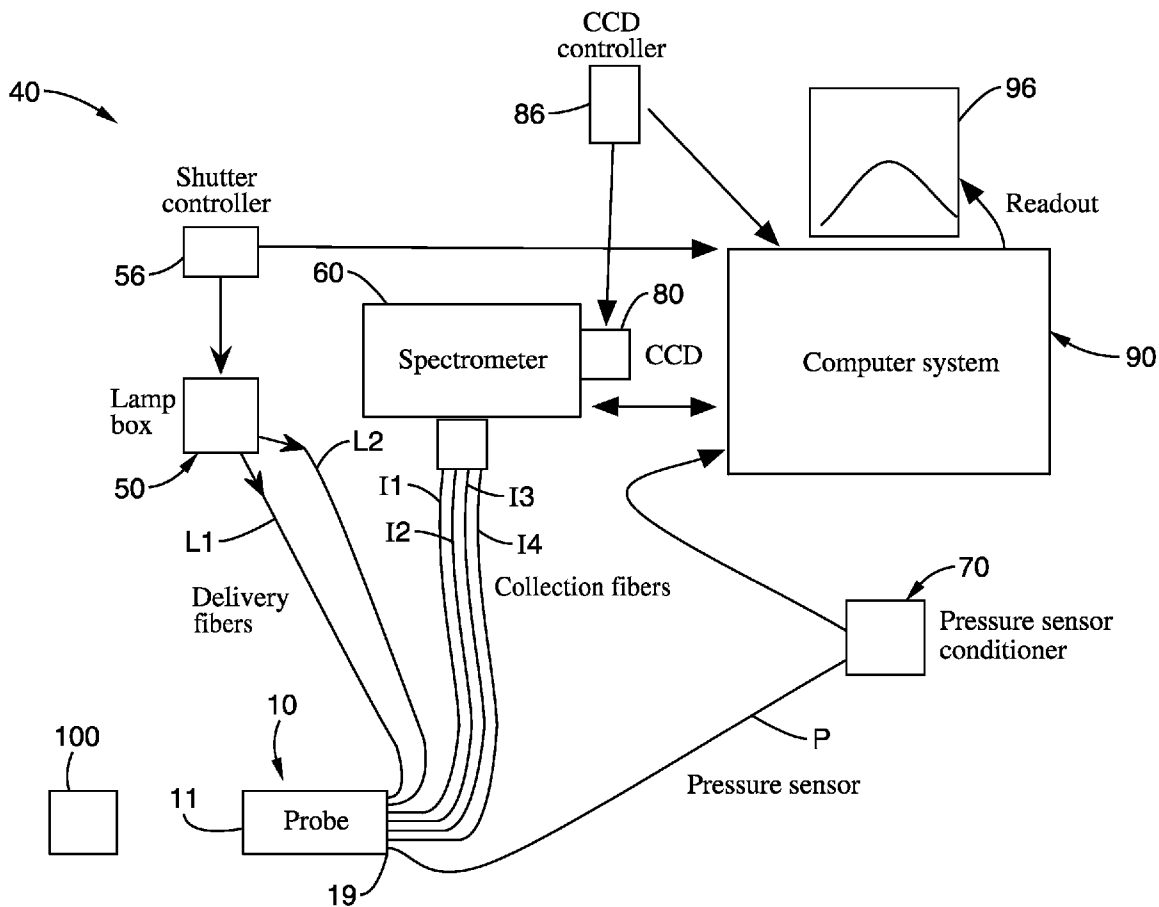 CCD
controller
86
40
96
Shutter
controller
Readout
56
60
80
Spectrometer
CCD
Computer system
90
Lamp
box
L2
50
I1
I3
I2
I4
L1
Collection fibers
Delivery
fibers
70
Pressure sensor
conditioner
10
100
P
Pressure sensor
11
Probe
19